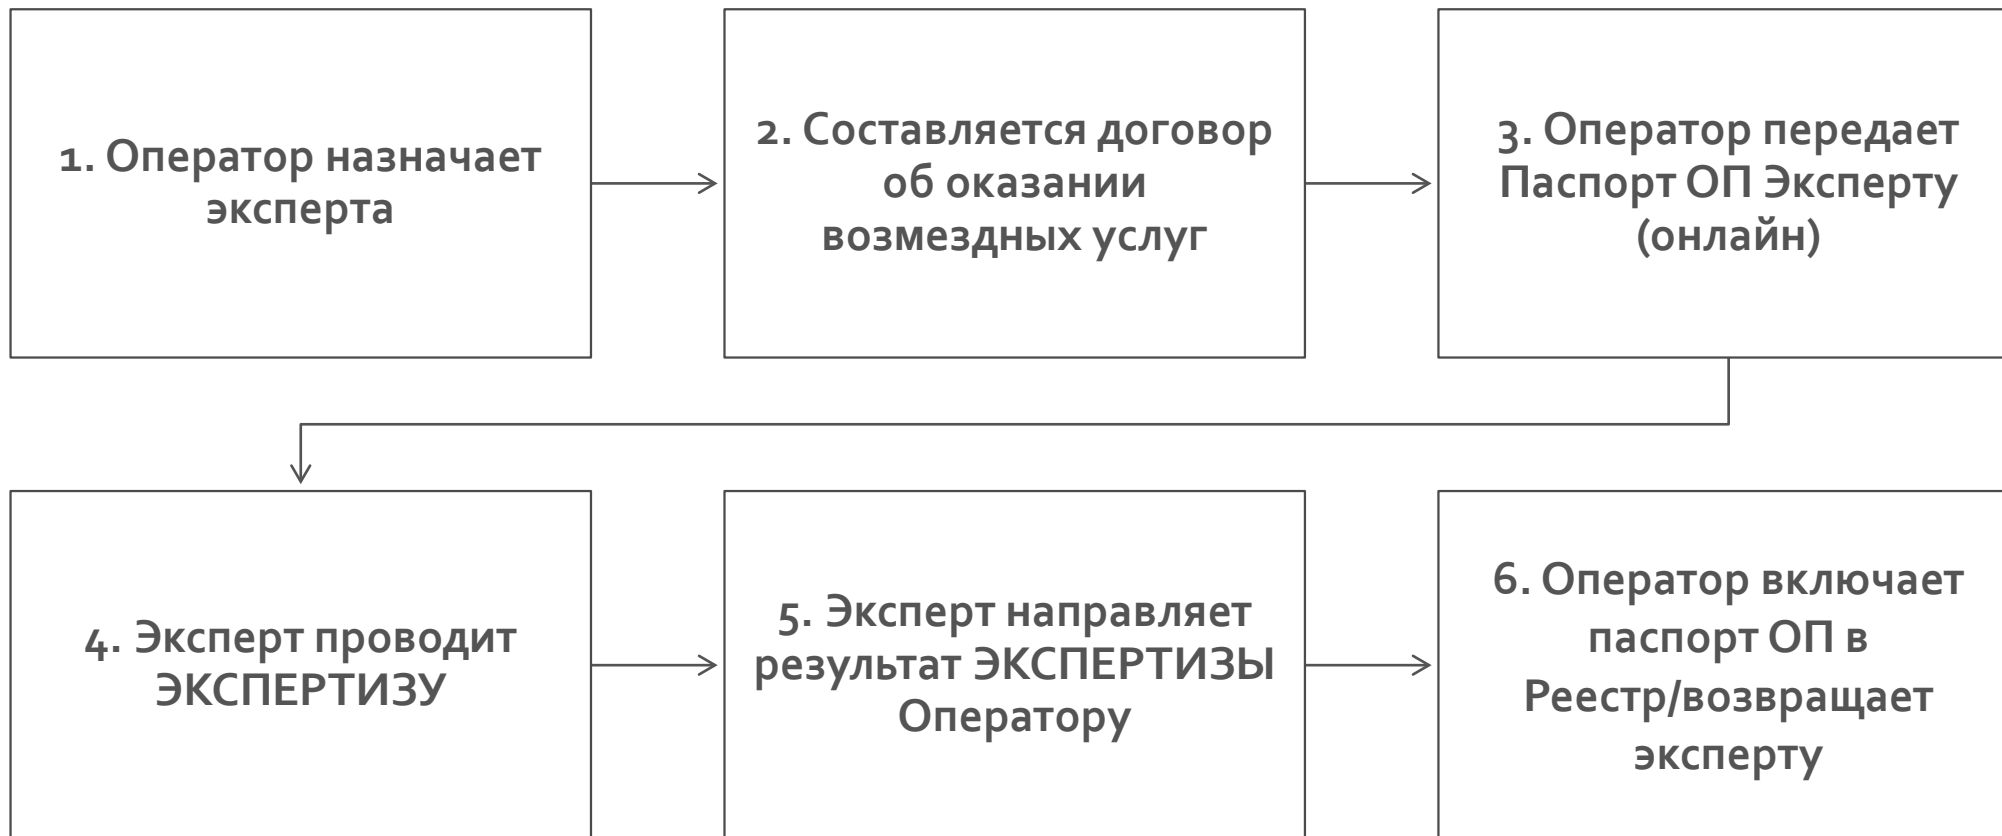 1. Оператор назначает
эксперта
2. Составляется договор
об оказании
возмездных услуг
3. Оператор передает
Паспорт ОП Эксперту
(онлайн)
4. Эксперт проводит
ЭКСПЕРТИЗУ
5. Эксперт направляет
результат ЭКСПЕРТИЗЫ
Оператору
6. Оператор включает
паспорт ОП в
Реестр/возвращает
эксперту